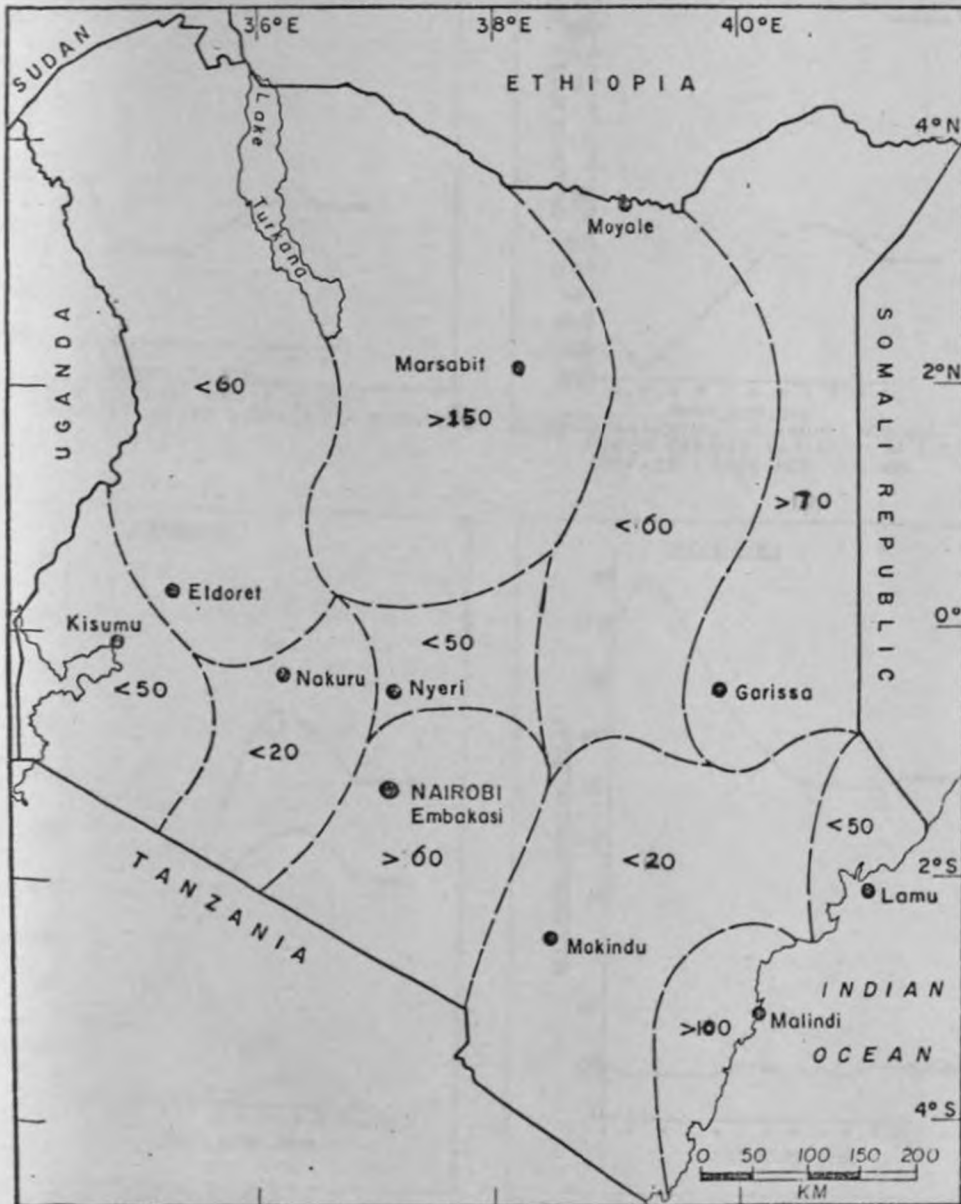 36°E 38°E 40°E
SUDAN
ETHIOPIA
4°N
Lake Turkana
Moyale
UGANDA
SOMALI REPUBLIC
Marsabit
2°N
<60
>150
<60
>70
Eldoret
Kisumu
<50
0°
Nakuru
Nyeri
Garissa
<50
<20
NAIROBI
Embakasi
<50
>60
<20
2°S
Lamu
TANZANIA
Makindu
INDIAN OCEAN
>100
Malindi
4°S
0 50 100 150 200
KM